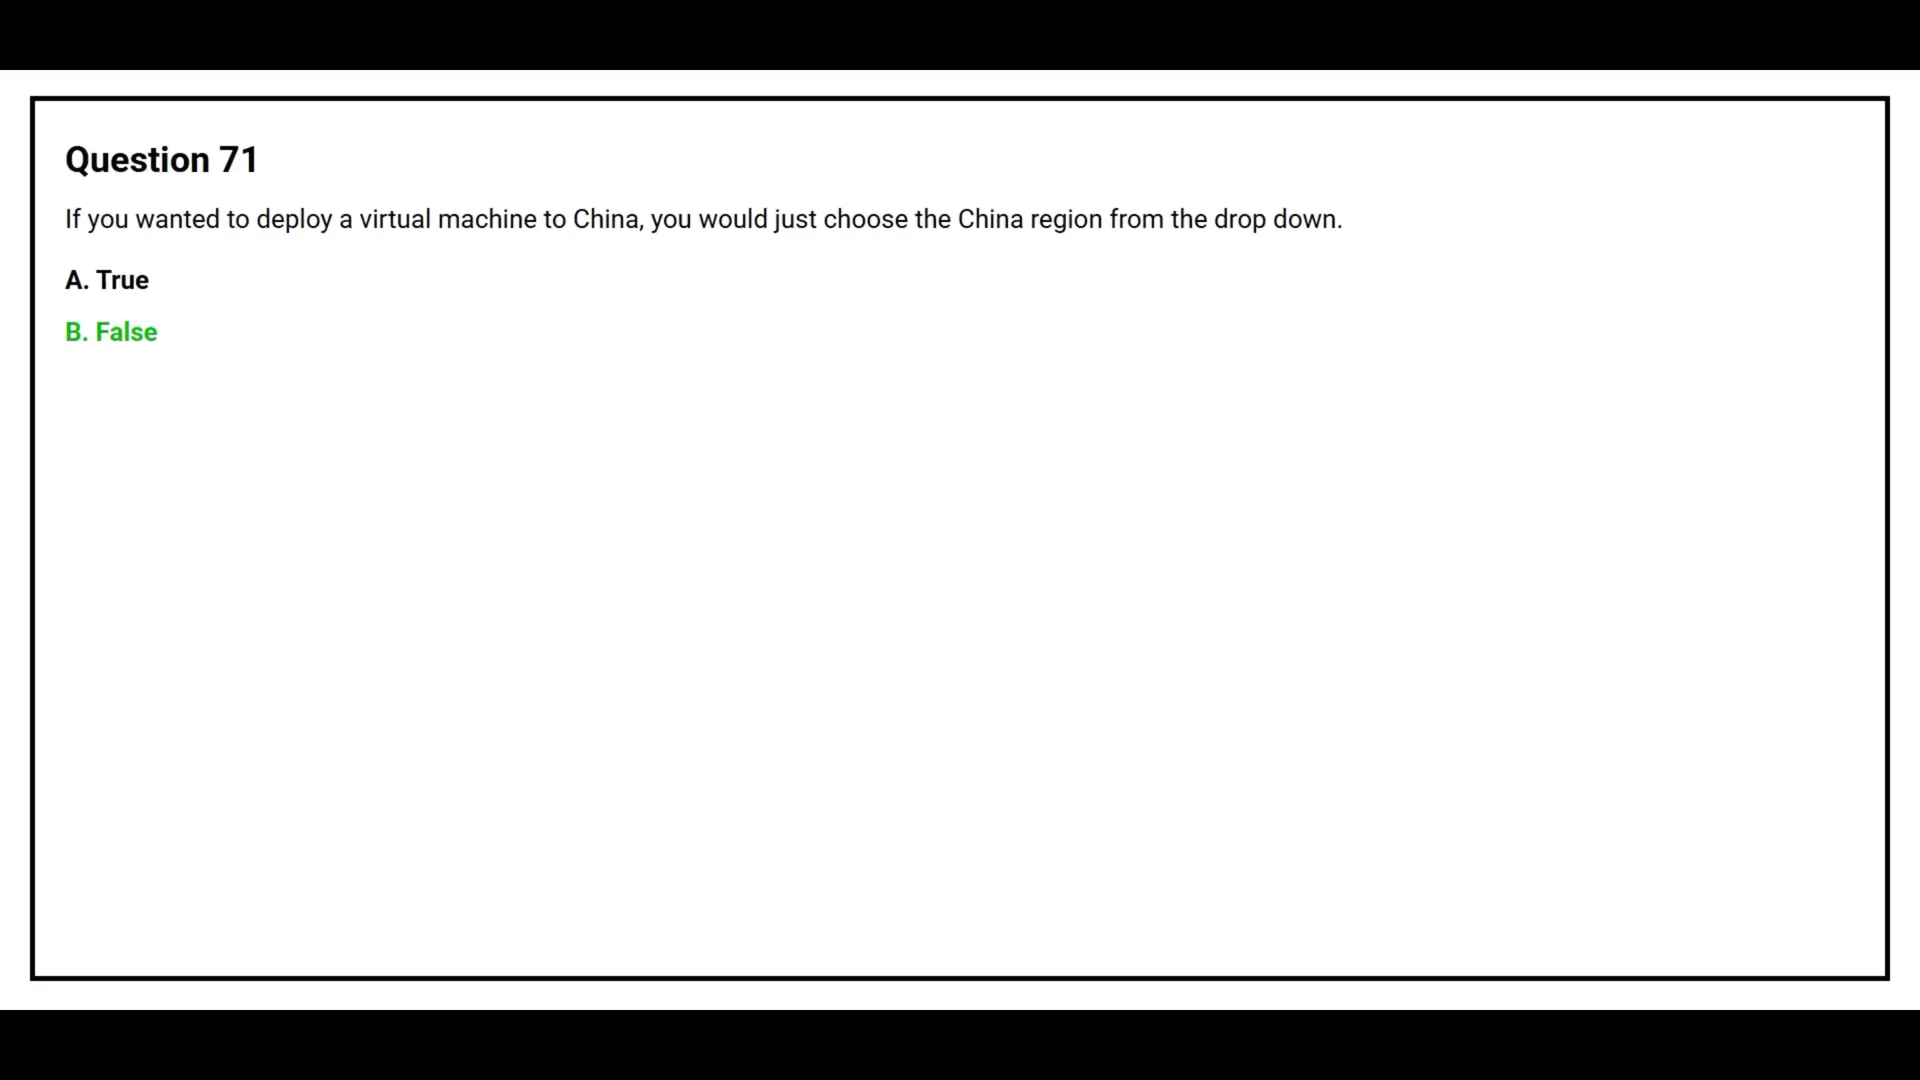 Question 71
If you wanted to deploy a virtual machine to China, you would just choose the China region from the drop down.
A. True
B. False